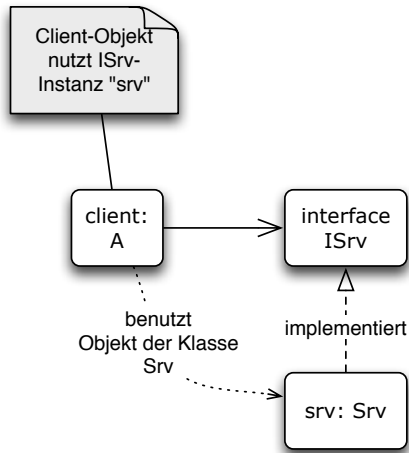 Client-Objekt
nutzt ISrv-
Instanz "srv"
client:
A
interface
ISrv
benutzt
Objekt der Klasse
Srv
implementiert
srv: Srv